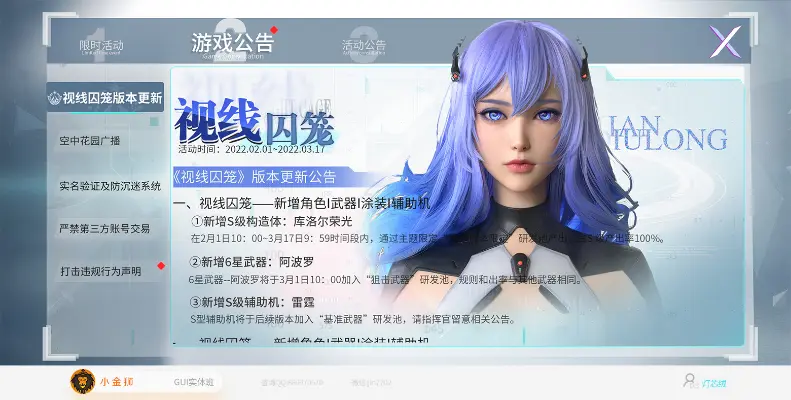 限时活动
游戏公告
活动公告
视线囚笼版本更新
空中花园广播
实名验证及防沉迷系统
严禁第三方账号交易
打击违规行为声明
视线囚笼
活动时间：2022.02.01~2022.03.17
《视线囚笼》版本更新公告
一、视线囚笼——新增角色I武器I涂装I辅助机
①新增S级构造体：库洛尔荣光
在2月1日10：00~3月17日9：59时间段内，通过主题限定
②新增6星武器：阿波罗
6星武器--阿波罗将于3月1日10：00加入“狙击武器”研发池，规则和出率与其他武器相同。
③新增S级辅助机：雷霆
S型辅助机将于后续版本加入“基准武器”研发池，请指挥官留意相关公告。
IULONG
小金狮
GUI实体班